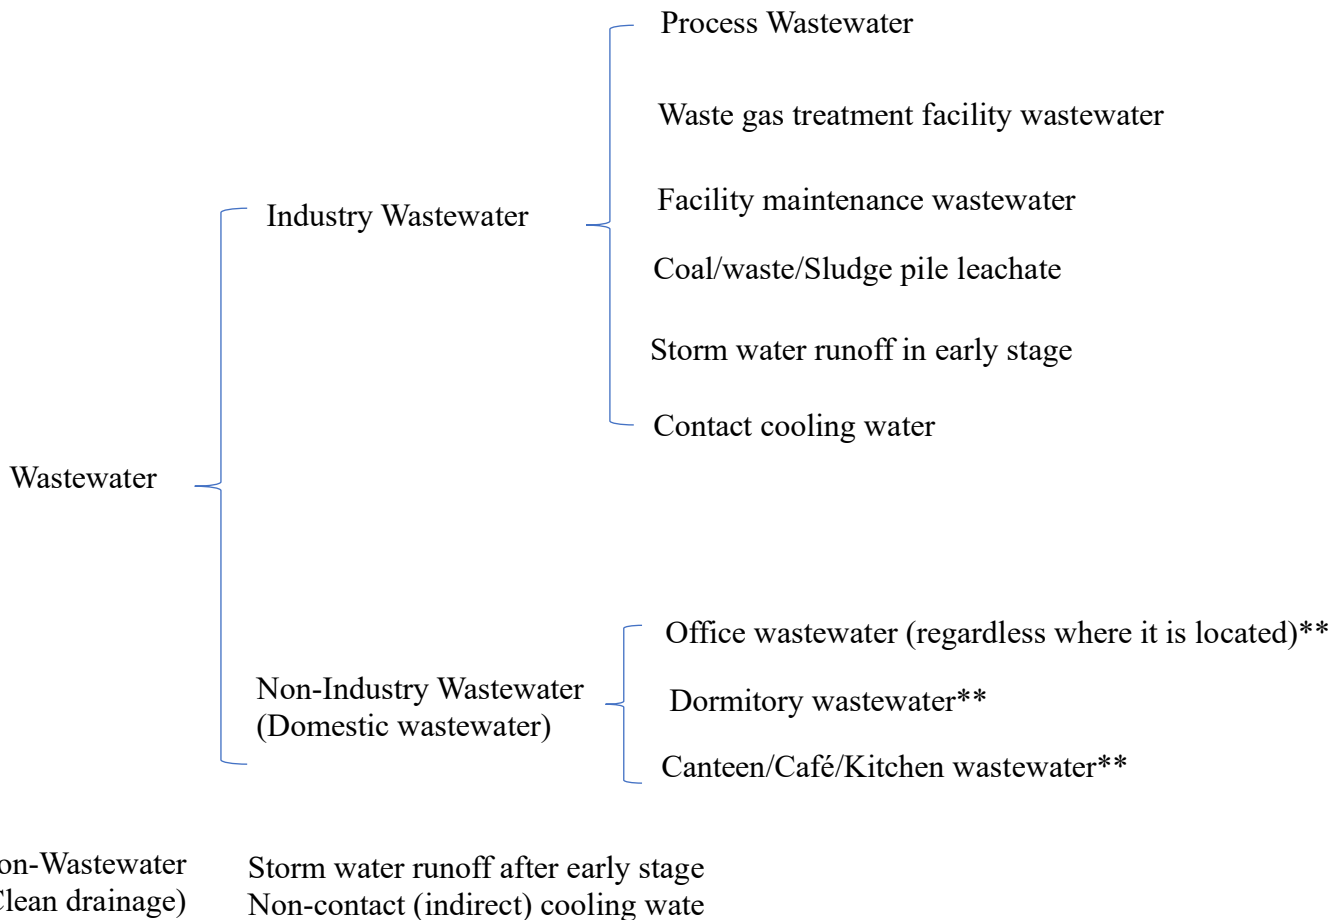 Process Wastewater
Waste gas treatment facility wastewater
Facility maintenance wastewater
Industry Wastewater
Coal/waste/Sludge pile leachate
Storm water runoff in early stage
Contact cooling water
Wastewater
Office wastewater (regardless where it is located)**
Non-Industry Wastewater
(Domestic wastewater)
Dormitory wastewater**
Canteen/Café/Kitchen wastewater**
on-Wastewater
Clean drainage)
Storm water runoff after early stage
Non-contact (indirect) cooling wate